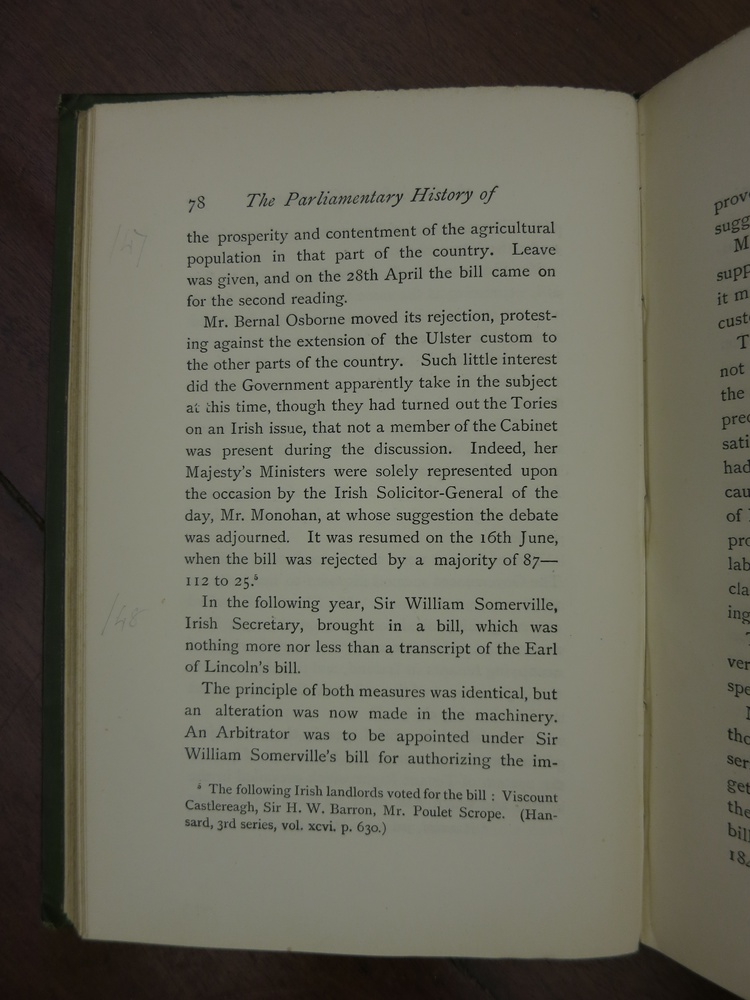 78 The Parliamentary History of
the prosperity and contentment of the agricultural
population in that part of the country. Leave
was given, and on the 28th April the bill came on
for the second reading.
Mr. Bernal Osborne moved its rejection, protest-
ing against the extension of the Ulster custom to
the other parts of the country. Such little interest
did the Government apparently take in the subject
at this time, though they had turned out the Tories
on an Irish issue, that not a member of the Cabinet
was present during the discussion. Indeed, her
Majesty's Ministers were solely represented upon
the occasion by the Irish Solicitor-General of the
day, Mr. Monohan, at whose suggestion the debate
was adjourned. It was resumed on the 16th June,
when the bill was rejected by a majority of 87—
112 to 25.⁵
In the following year, Sir William Somerville,
Irish Secretary, brought in a bill, which was
nothing more nor less than a transcript of the Earl
of Lincoln's bill.
The principle of both measures was identical, but
an alteration was now made in the machinery.
An Arbitrator was to be appointed under Sir
William Somerville's bill for authorizing the im-
⁵ The following Irish landlords voted for the bill : Viscount
Castlereagh, Sir H. W. Barron, Mr. Poulet Scrope. (Han-
sard, 3rd series, vol. xcvi. p. 630.)
/47
/48
prov
sugg
M
supp
it m
cust
T
not
the
prec
sati
had
cau
of
pro
lab
cla
ing
ver
spe
tho
ser
get
the
bill